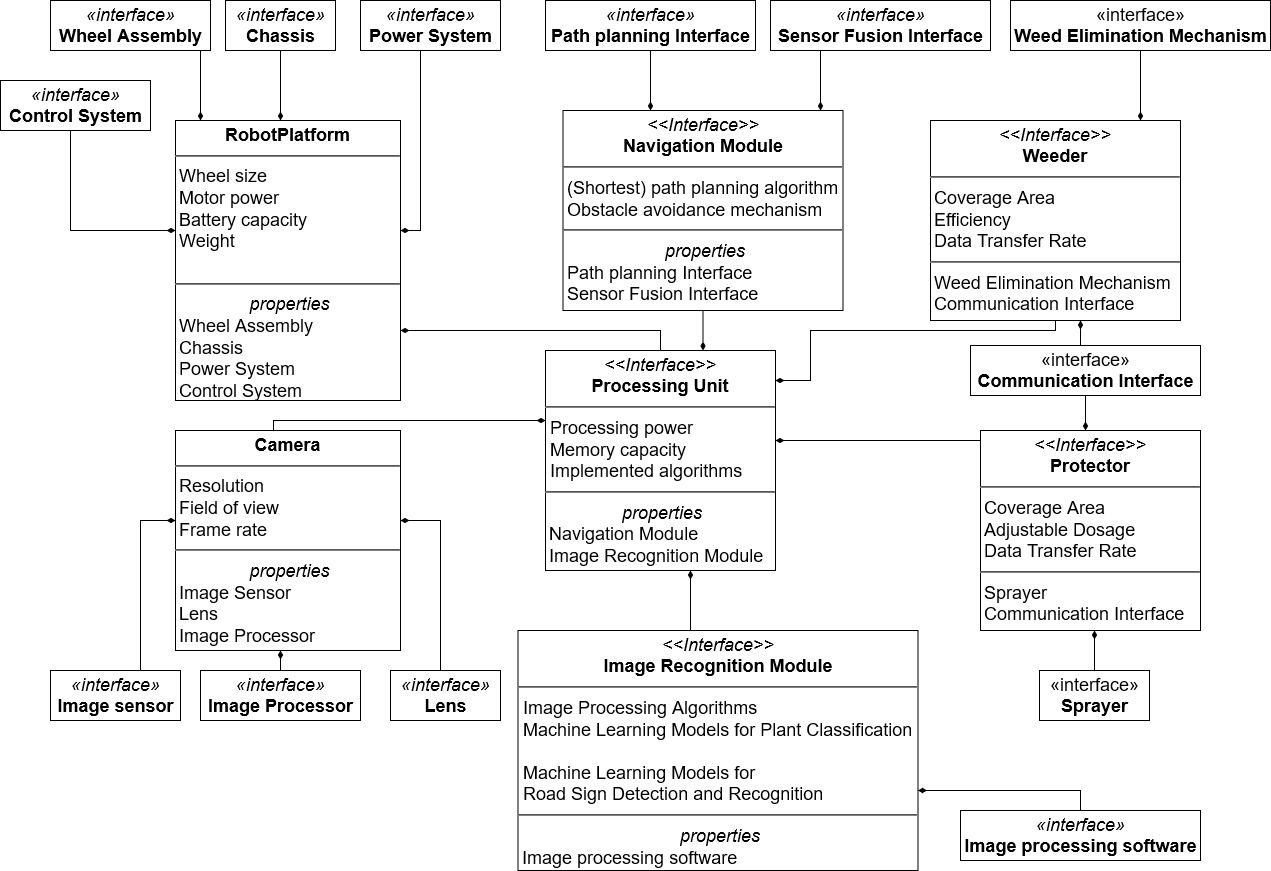 «interface»
Wheel Assembly
«interface»
Chassis
«interface»
Power System
«interface»
Path planning Interface
«interface»
Sensor Fusion Interface
«interface»
Weed Elimination Mechanism
«interface»
Control System
RobotPlatform
Wheel size
Motor power
Battery capacity
Weight
properties
Wheel Assembly
Chassis
Power System
Control System
<<Interface>>
Navigation Module
(Shortest) path planning algorithm
Obstacle avoidance mechanism
properties
Path planning Interface
Sensor Fusion Interface
<<Interface>>
Weeder
Coverage Area
Efficiency
Data Transfer Rate
Weed Elimination Mechanism
Communication Interface
<<Interface>>
Processing Unit
Processing power
Memory capacity
Implemented algorithms
properties
Navigation Module
Image Recognition Module
«interface»
Communication Interface
Camera
Resolution
Field of view
Frame rate
properties
Image Sensor
Lens
Image Processor
<<Interface>>
Protector
Coverage Area
Adjustable Dosage
Data Transfer Rate
Sprayer
Communication Interface
«interface»
Image sensor
«interface»
Image Processor
«interface»
Lens
<<Interface>>
Image Recognition Module
Image Processing Algorithms
Machine Learning Models for Plant Classification
Machine Learning Models for
Road Sign Detection and Recognition
properties
Image processing software
«interface»
Sprayer
«interface»
Image processing software